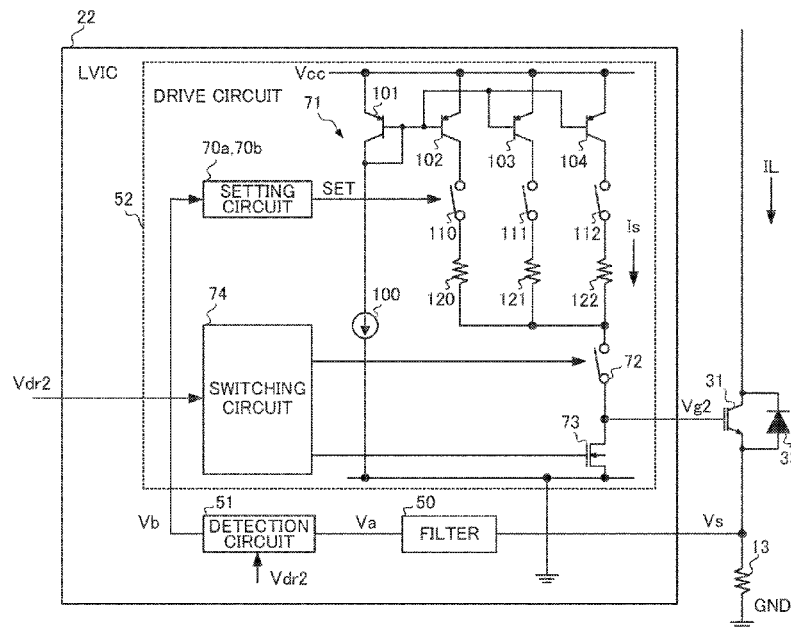 22
LVIC
Vcc
DRIVE CIRCUIT
101
71
102
103
104
70a,70b
52
SETTING CIRCUIT
SET
110
111
112
IL
Is
120
121
122
74
100
SWITCHING CIRCUIT
72
Vdr2
31
Vg2
73
51
50
Vb
DETECTION CIRCUIT
Va
FILTER
Vs
13
Vdr2
GND